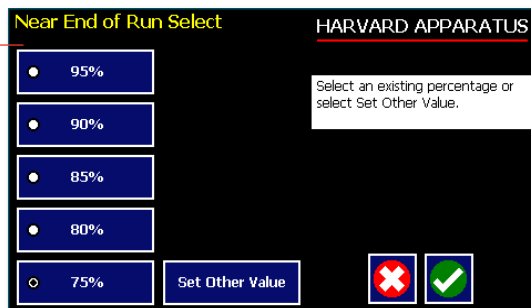 Near End of Run Select
HARVARD APPARATUS
95%
90%
85%
80%
75%
Set Other Value
Select an existing percentage or
select Set Other Value.